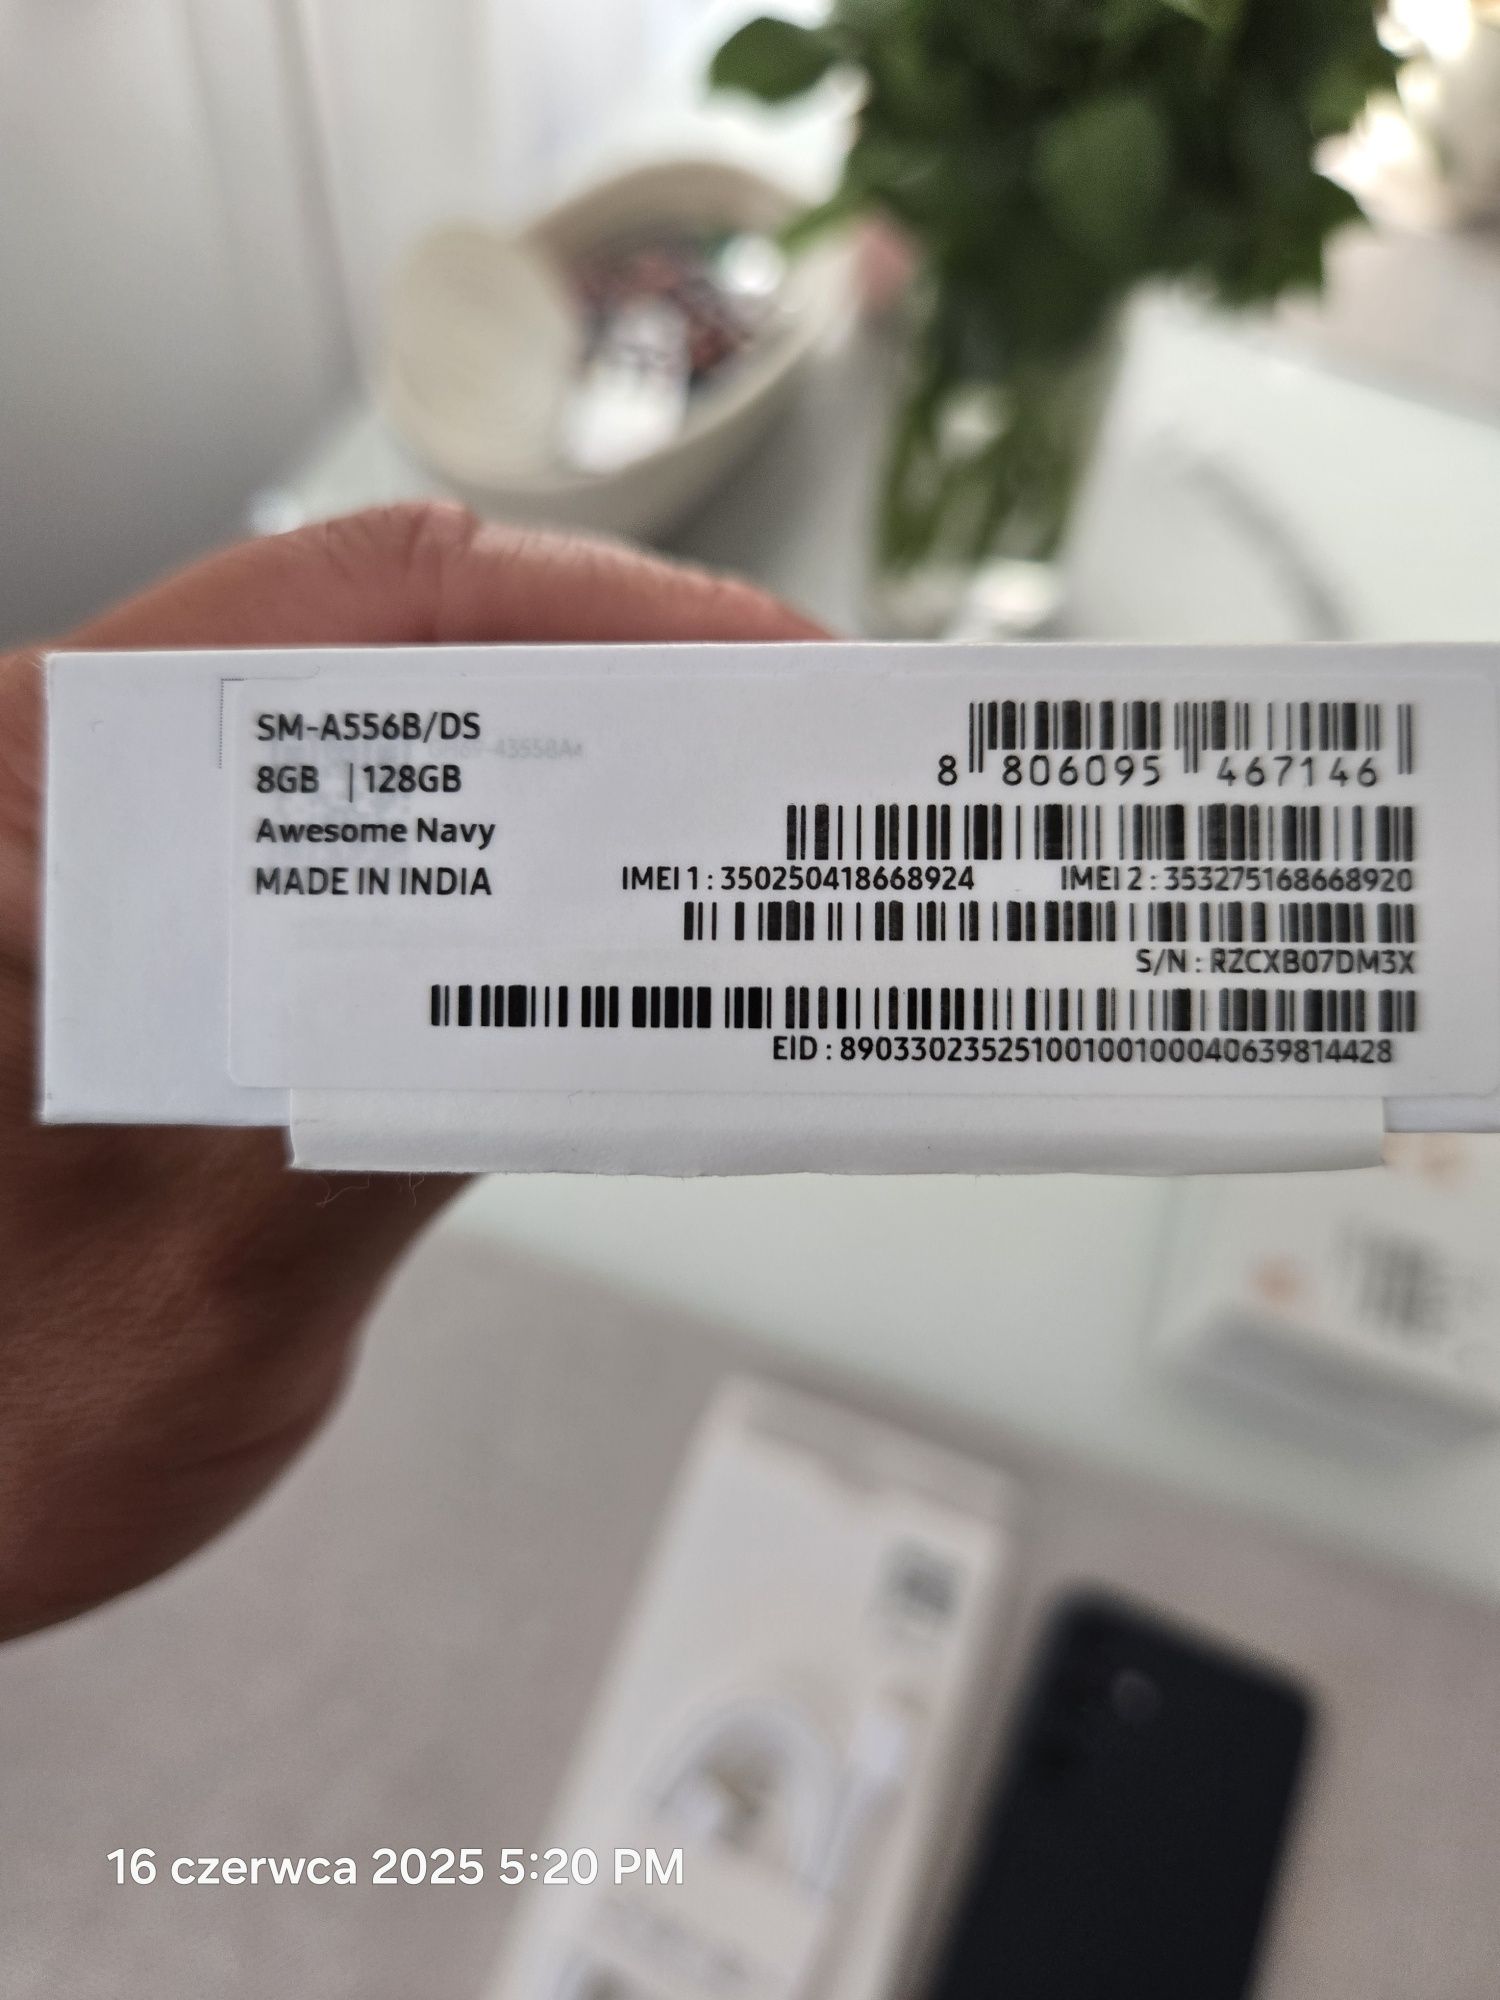 SM-A556B/DS
8GB | 128GB
Awesome Navy
MADE IN INDIA
8 806095 467146
IMEI 1 : 350250418668924 IMEI 2 : 353275168668920
S/N : RZCXB07DM3X
EID : 89033023525100100100040639814428
16 czerwca 2025 5:20 PM